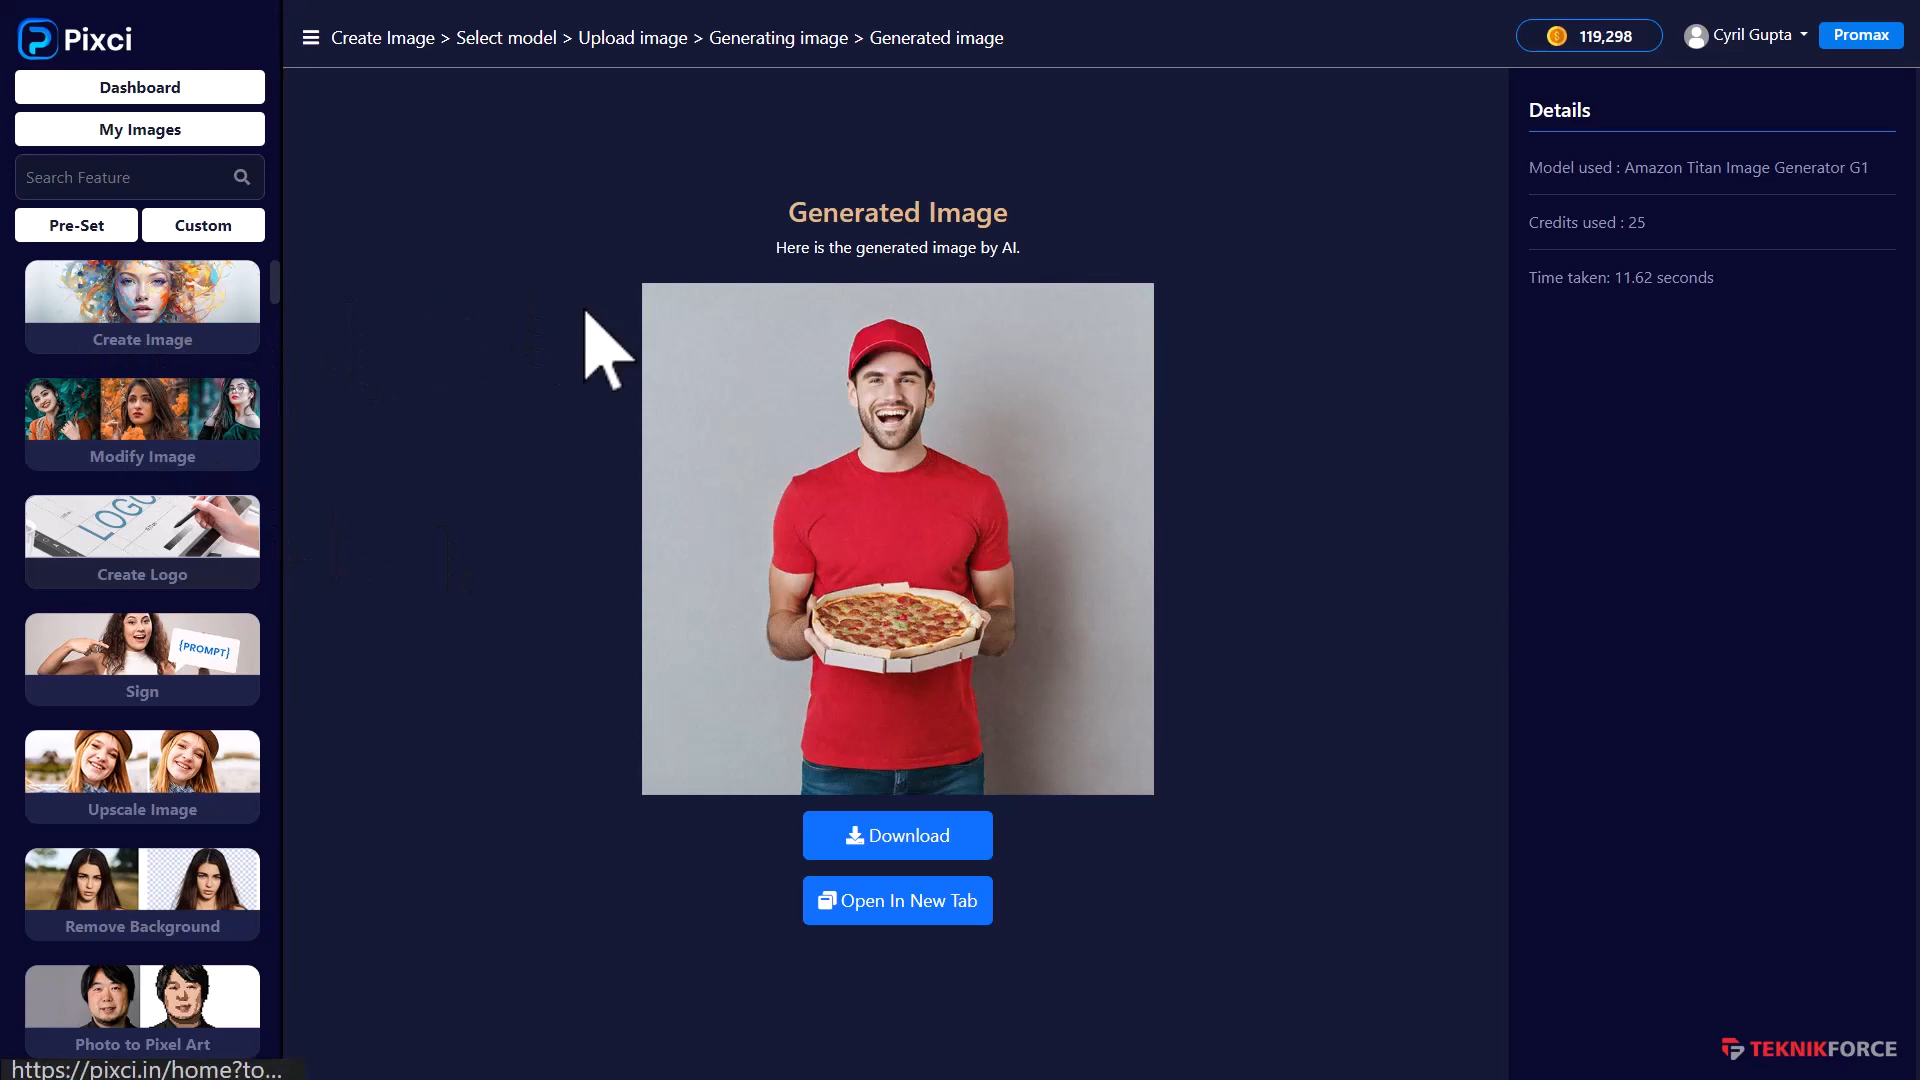 Pixci
Create Image > Select model > Upload image > Generating image > Generated image
119,298
Cyril Gupta
Promax
Dashboard
My Images
Search Feature
Pre-Set
Custom
Create Image
Modify Image
LOGO
Create Logo
{PROMPT}
Sign
Upscale Image
Remove Background
Photo to Pixel Art
https://pixci.in/home?to...
Generated Image
Here is the generated image by AI.
Download
Open In New Tab
Details
Model used : Amazon Titan Image Generator G1
Credits used : 25
Time taken: 11.62 seconds
TEKNIKFORCE